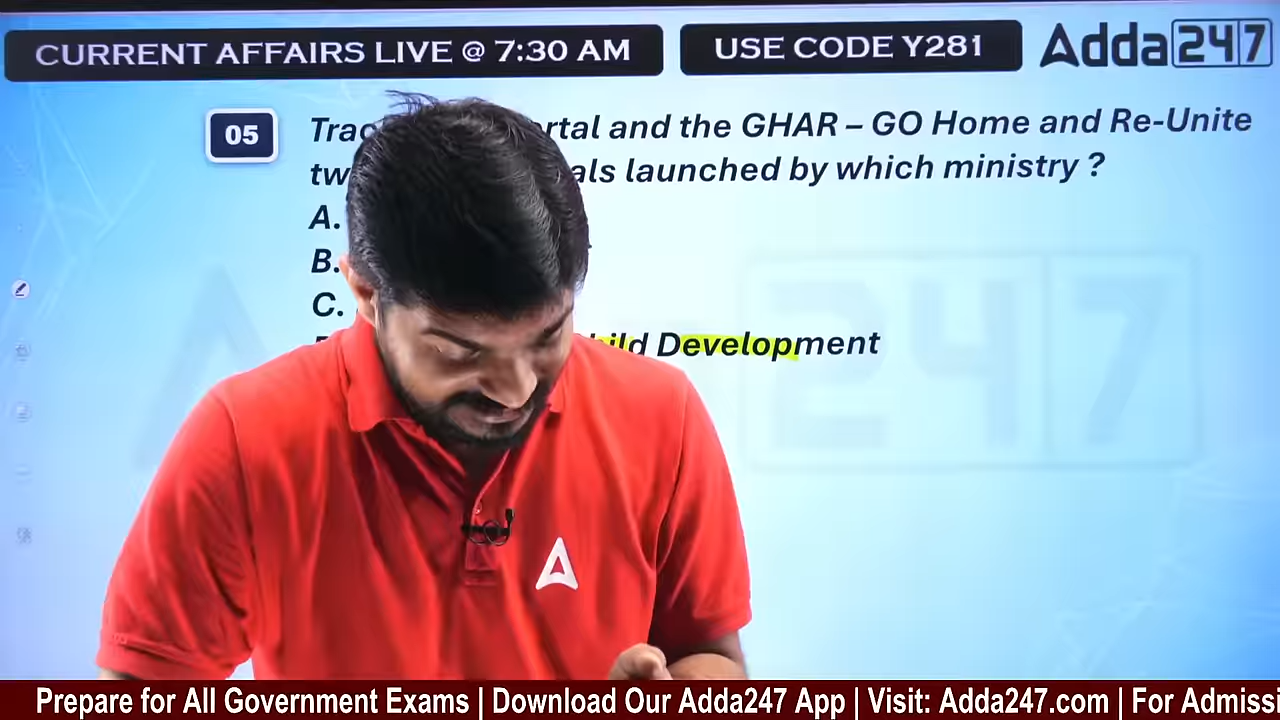 CURRENT AFFAIRS LIVE @ 7:30 AM
USE CODE Y281
Adda247
05
Trac rtal and the GHAR – GO Home and Re-Unite
tw als launched by which ministry ?
A.
B.
C.
ild Development
247
Prepare for All Government Exams | Download Our Adda247 App | Visit: Adda247.com | For Admissi